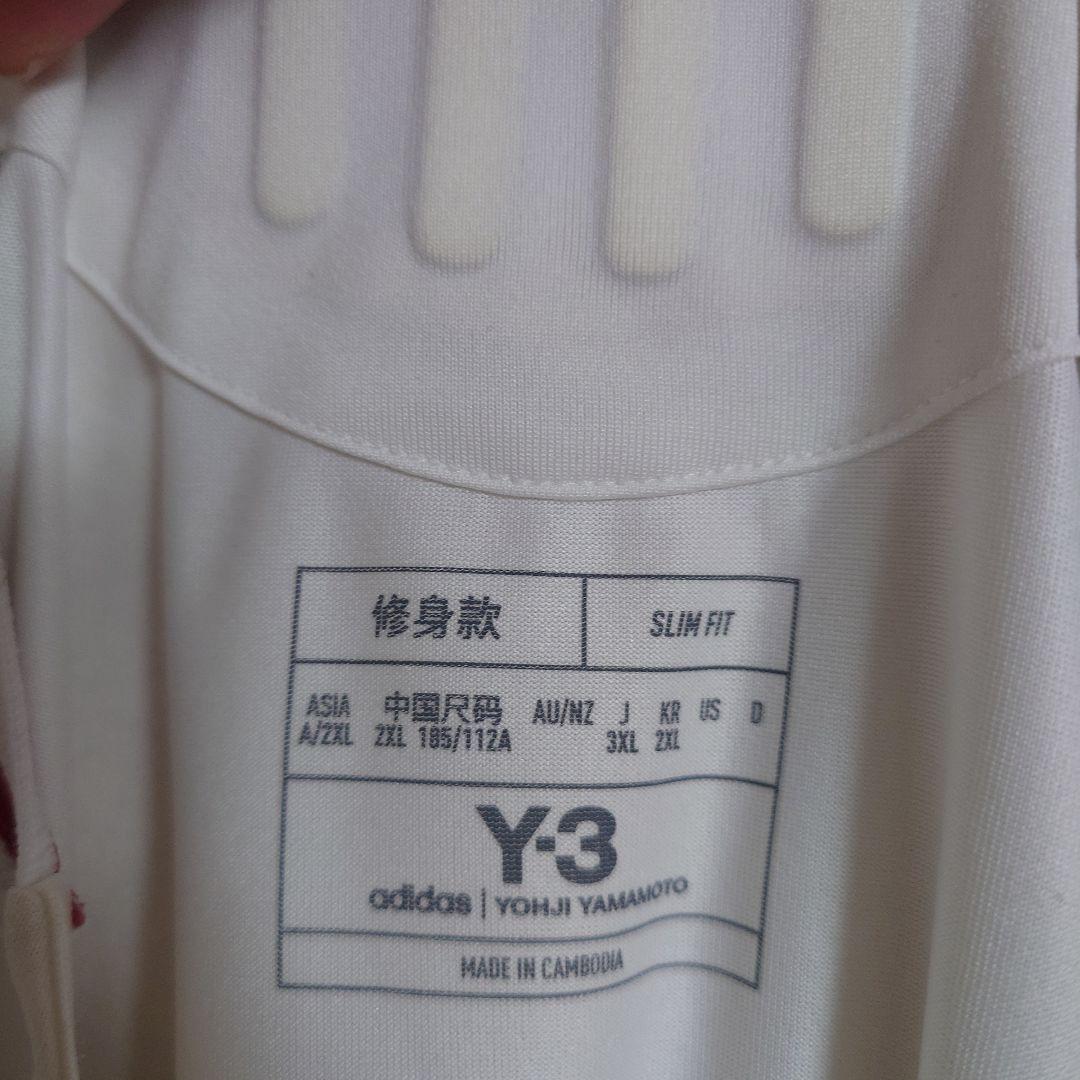 修身款 SLIM FIT
ASIA 中国尺码 AU/NZ J KR US D
A/2XL 2XL 185/112A 3XL 2XL
Y-3
adidas | YOHJI YAMAMOTO
MADE IN CAMBODIA